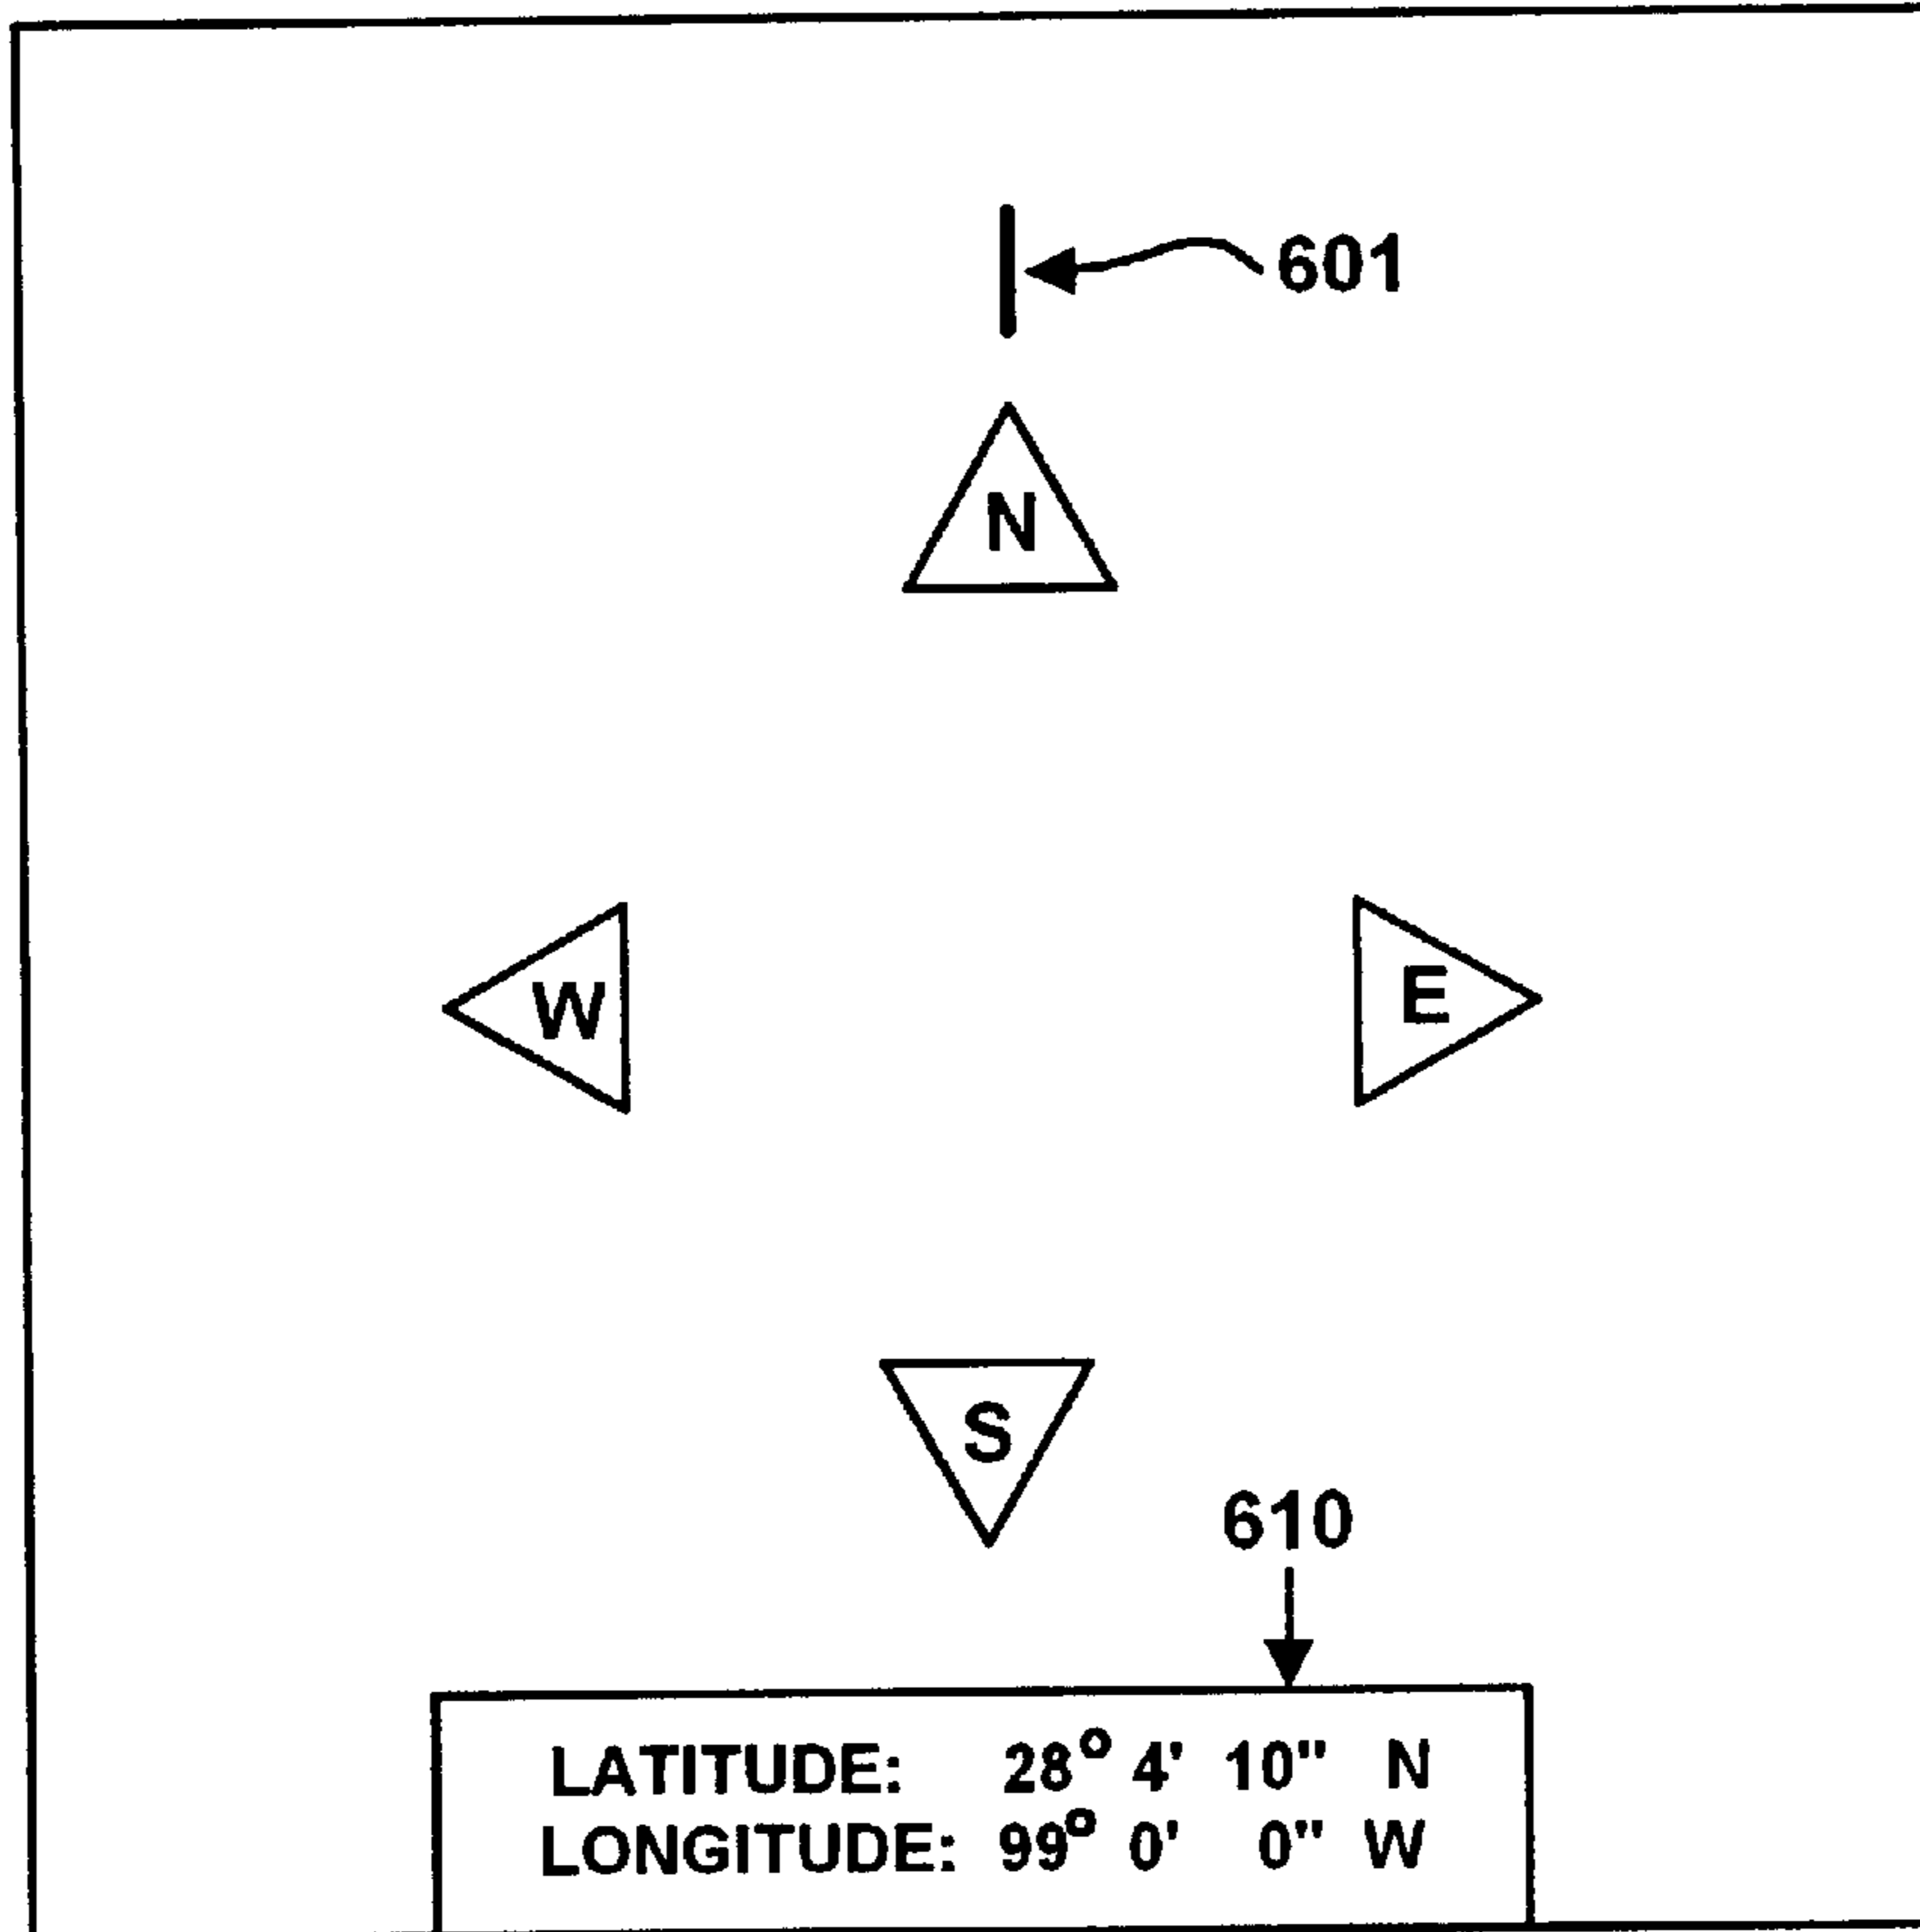 601
N
W
E
S
610
LATITUDE: 28° 4' 10" N
LONGITUDE: 99° 0' 0" W